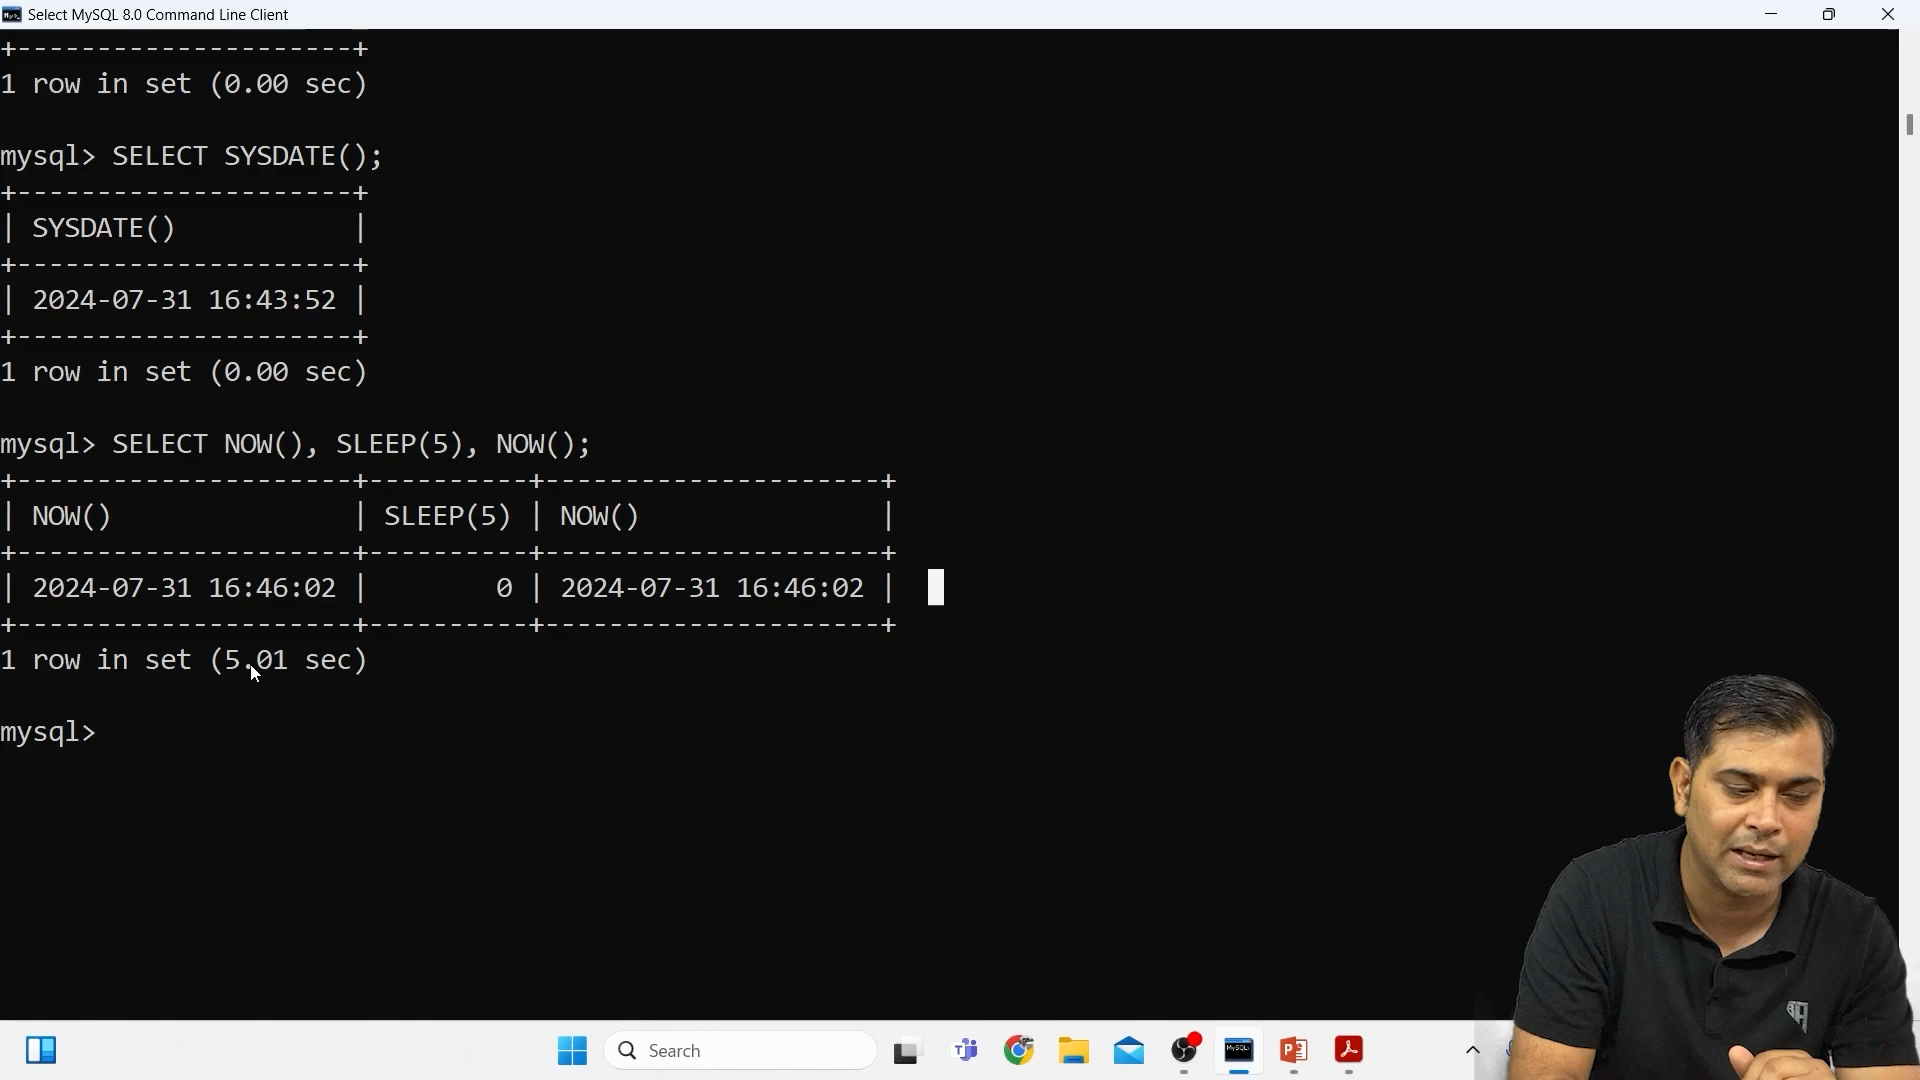 Select MySQL 8.0 Command Line Client
+---------------------+
1 row in set (0.00 sec)
mysql> SELECT SYSDATE();
+---------------------+
| SYSDATE()           |
+---------------------+
| 2024-07-31 16:43:52 |
+---------------------+
1 row in set (0.00 sec)
mysql> SELECT NOW(), SLEEP(5), NOW();
+---------------------+----------+---------------------+
| NOW()               | SLEEP(5) | NOW()               |
+---------------------+----------+---------------------+
| 2024-07-31 16:46:02 |        0 | 2024-07-31 16:46:02 |
+---------------------+----------+---------------------+
1 row in set (5.01 sec)
mysql>
Search